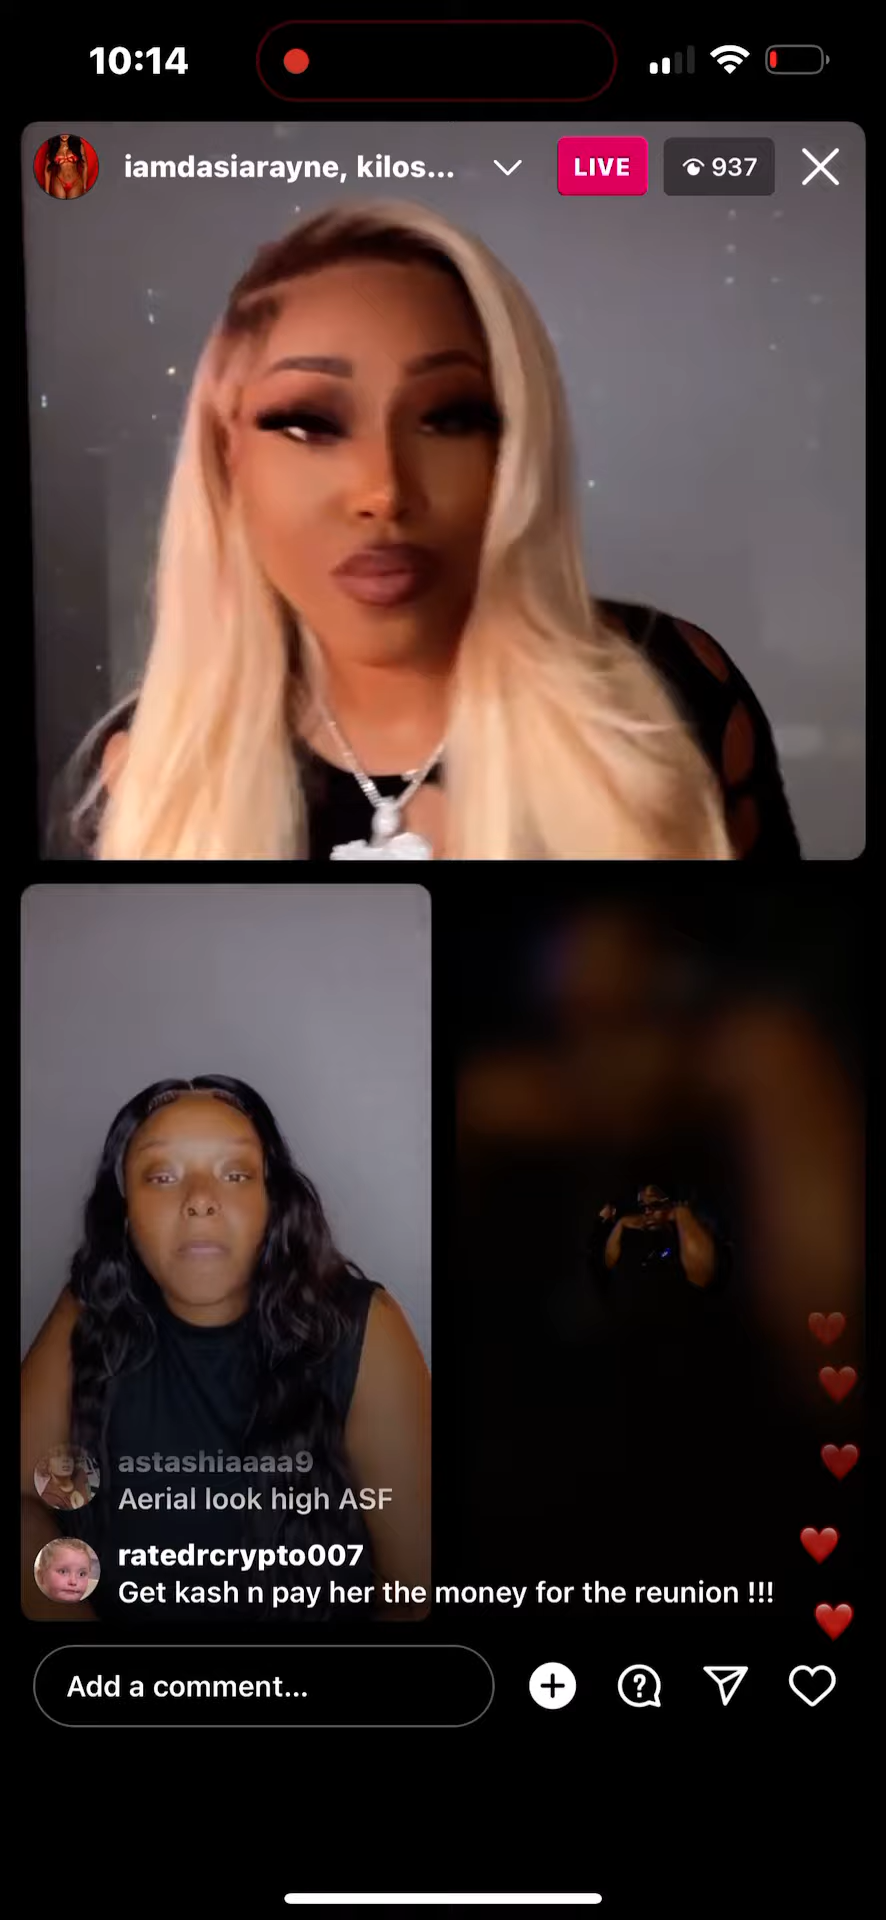 10:14
iamdasiarayne, kilos...
LIVE
937
astashiaaaa9
Aerial look high ASF
ratedrcrypto007
Get kash n pay her the money for the reunion !!!
Add a comment...